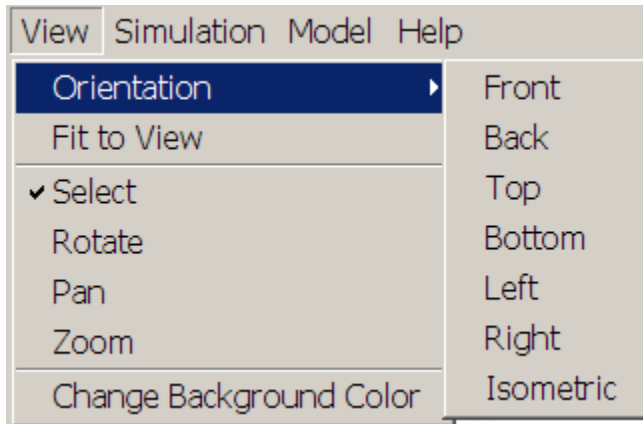 View Simulation Model Help
Orientation
Fit to View
Select
Rotate
Pan
Zoom
Change Background Color
Front
Back
Top
Bottom
Left
Right
Isometric